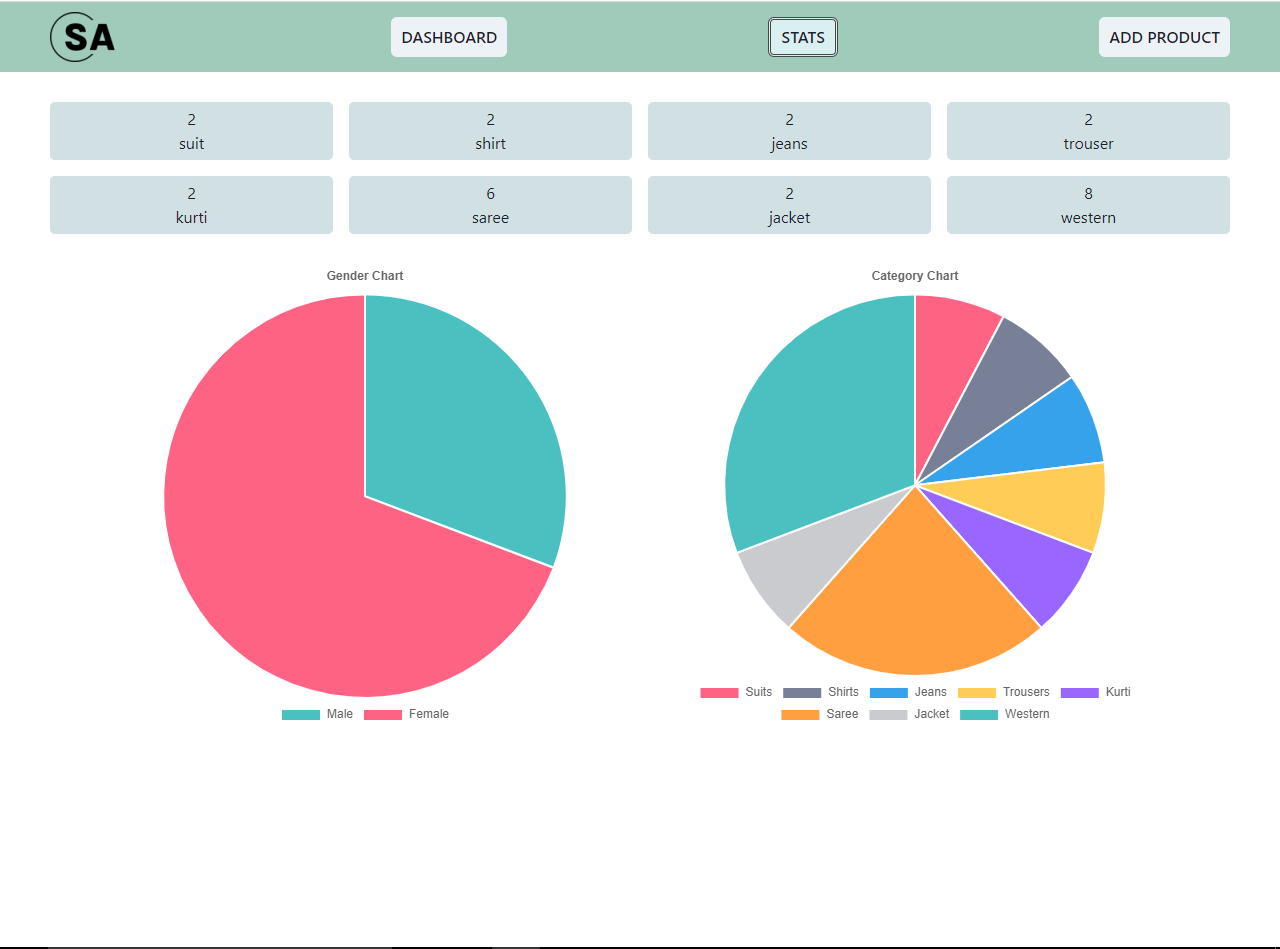 SA
DASHBOARD
STATS
ADD PRODUCT
2
suit
2
shirt
2
jeans
2
trouser
2
kurti
6
saree
2
jacket
8
western
Gender Chart
Male Female
Category Chart
Suits Shirts Jeans Trousers Kurti
Saree Jacket Western